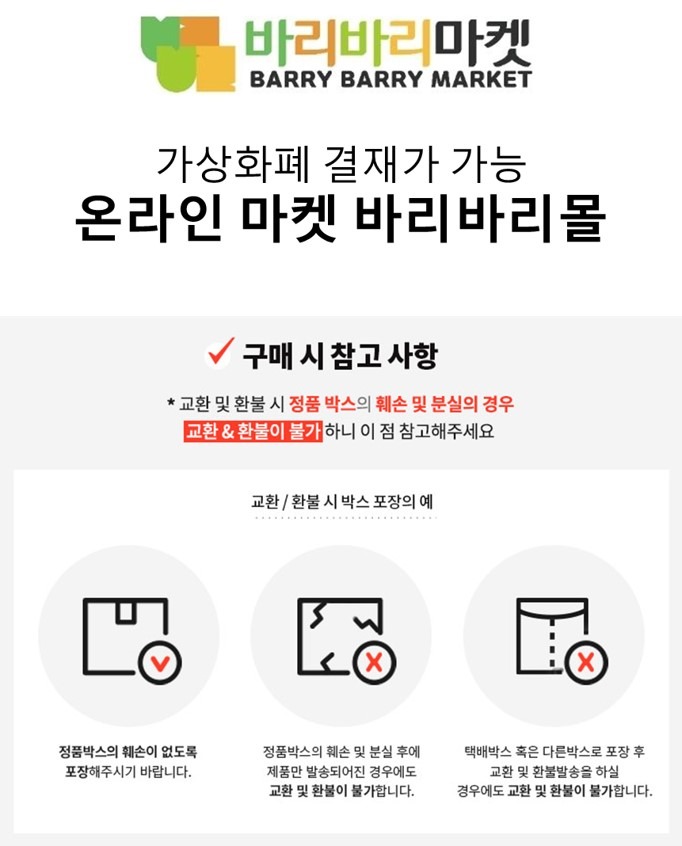 바리바리마켓
BARRY BARRY MARKET
가상화폐 결재가 가능
온라인 마켓 바리바리몰
구매 시 참고 사항
* 교환 및 환불 시 정품 박스의 훼손 및 분실의 경우
교환 & 환불이 불가하니 이 점 참고해주세요
교환 / 환불 시 박스 포장의 예
정품박스의 훼손이 없도록
포장해주시기 바랍니다.
정품박스의 훼손 및 분실 후에
제품만 발송되어진 경우에도
교환 및 환불이 불가합니다.
택배박스 혹은 다른박스로 포장 후
교환 및 환불발송을 하실
경우에도 교환 및 환불이 불가합니다.